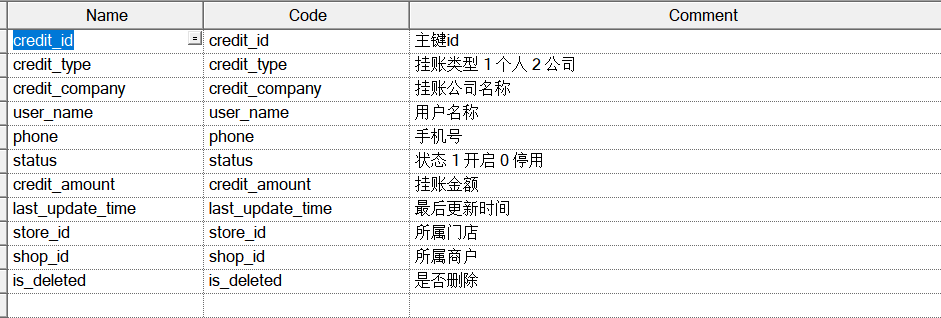 Name Code Comment
credit_id = credit_id 主键id
credit_type credit_type 挂账类型 1 个人 2 公司
credit_company credit_company 挂账公司名称
user_name user_name 用户名称
phone phone 手机号
status status 状态 1 开启 0 停用
credit_amount credit_amount 挂账金额
last_update_time last_update_time 最后更新时间
store_id store_id 所属门店
shop_id shop_id 所属商户
is_deleted is_deleted 是否删除